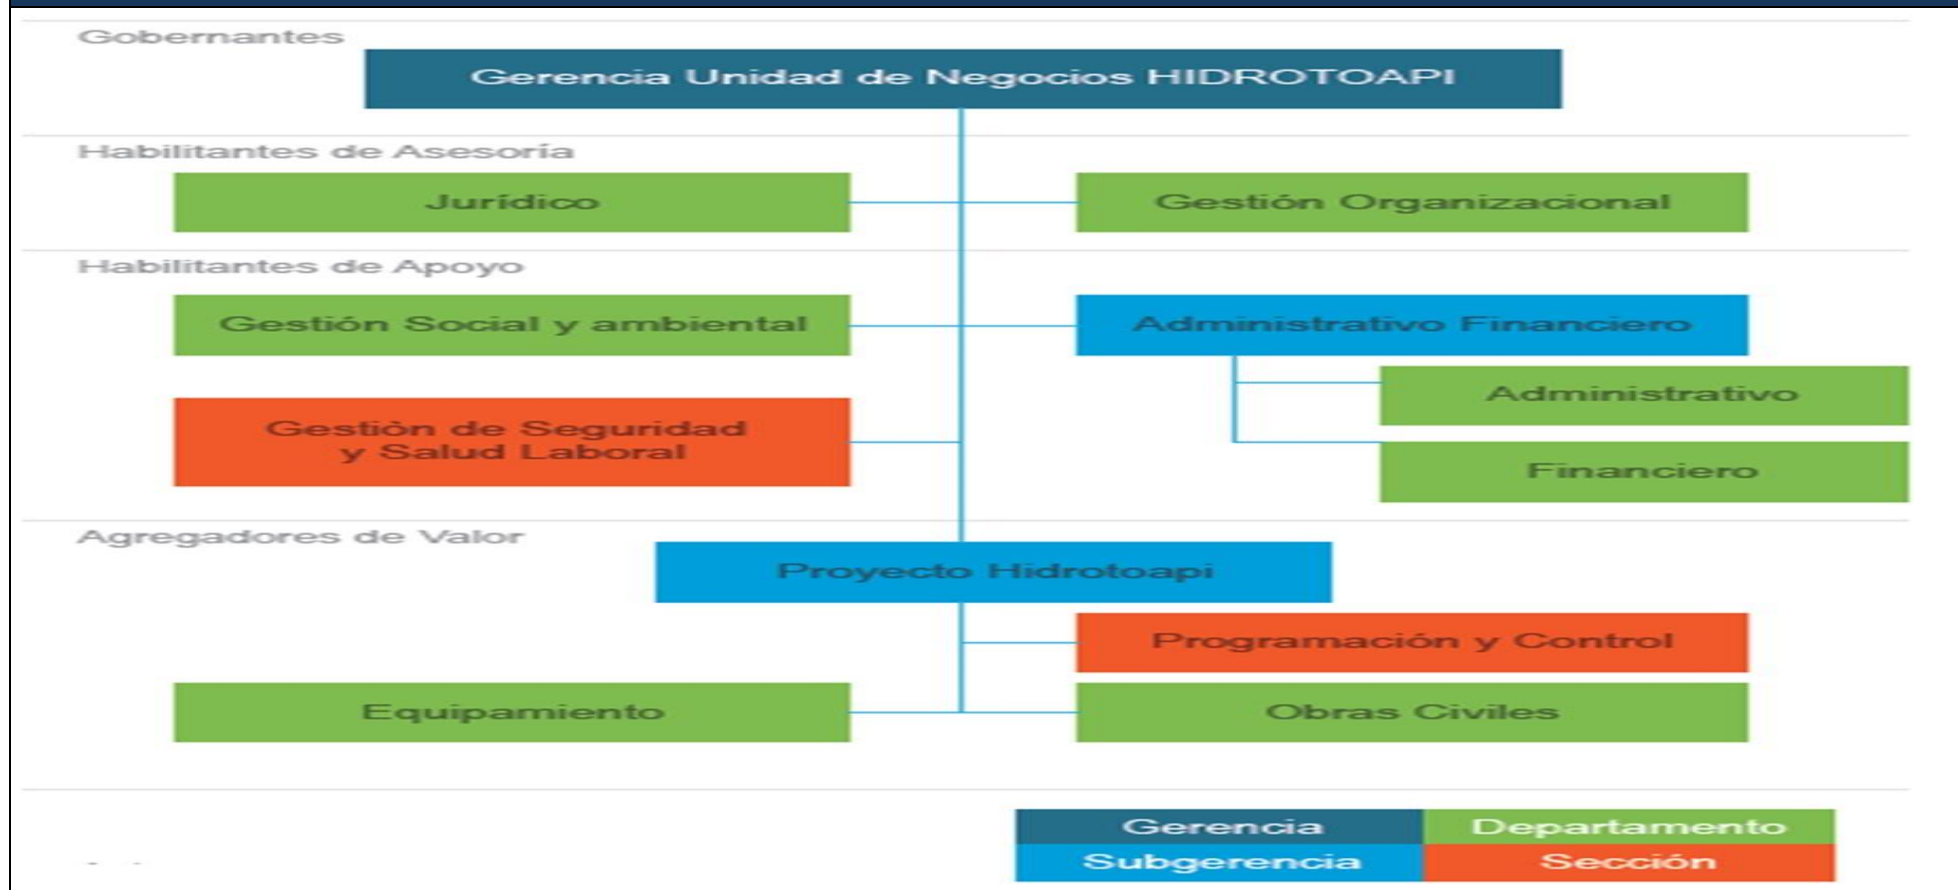 Gobernantes
Gerencia Unidad de Negocios HIDROTOAPI
Habilitantes de Asesoría
Jurídico
Gestión Organizacional
Habilitantes de Apoyo
Gestión Social y ambiental
Administrativo Financiero
Administrativo
Gestiòn de Seguridad
y Salud Laboral
Financiero
Agregadores de Valor
Proyecto Hidrotoapi
Programación y Control
Equipamiento
Obras Civiles
Gerencia
Departamento
Subgerencia
Sección